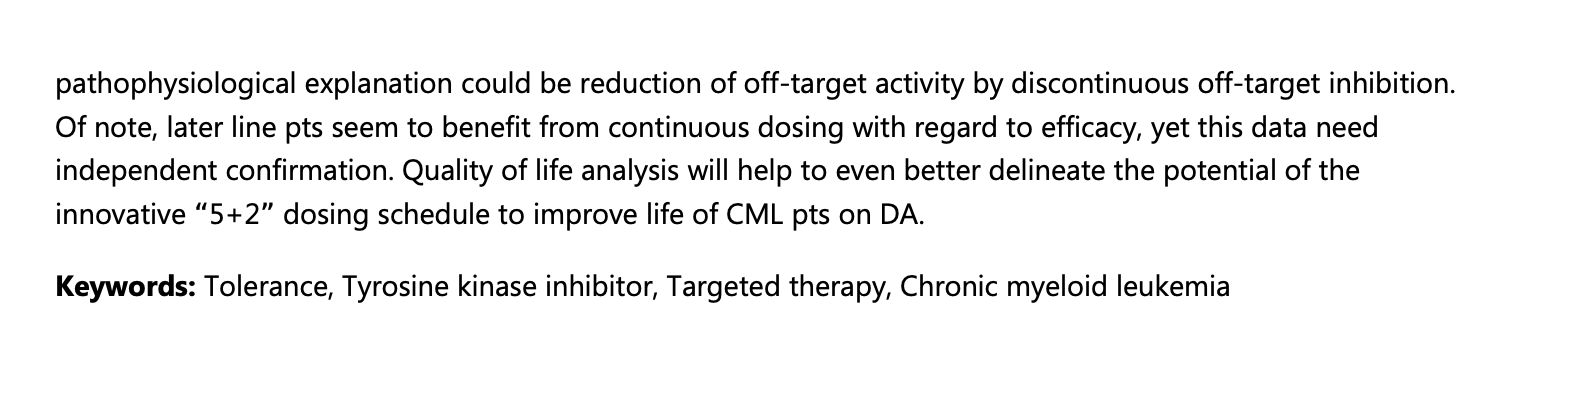 pathophysiological explanation could be reduction of off-target activity by discontinuous off-target inhibition.
Of note, later line pts seem to benefit from continuous dosing with regard to efficacy, yet this data need
independent confirmation. Quality of life analysis will help to even better delineate the potential of the
innovative “5+2” dosing schedule to improve life of CML pts on DA.
Keywords: Tolerance, Tyrosine kinase inhibitor, Targeted therapy, Chronic myeloid leukemia